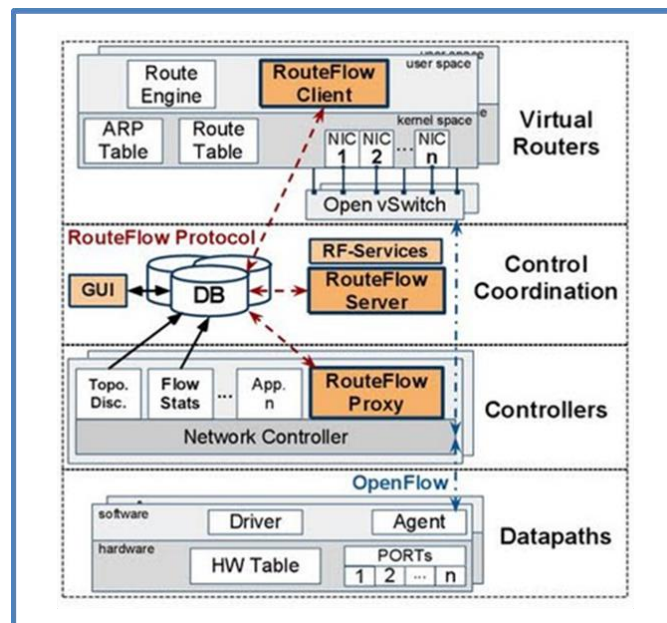 user space
user space
Route
Engine
RouteFlow
Client
kernel space
ARP
Table
Route
Table
NIC
1
NIC
2
...
NIC
n
Virtual
Routers
Open vSwitch
RouteFlow Protocol
RF-Services
GUI
DB
RouteFlow
Server
Control
Coordination
Topo.
Disc.
Flow
Stats
...
App.
n
RouteFlow
Proxy
Network Controller
Controllers
OpenFlow
software
Driver
Agent
hardware
HW Table
PORTs
1 2 ... n
Datapaths